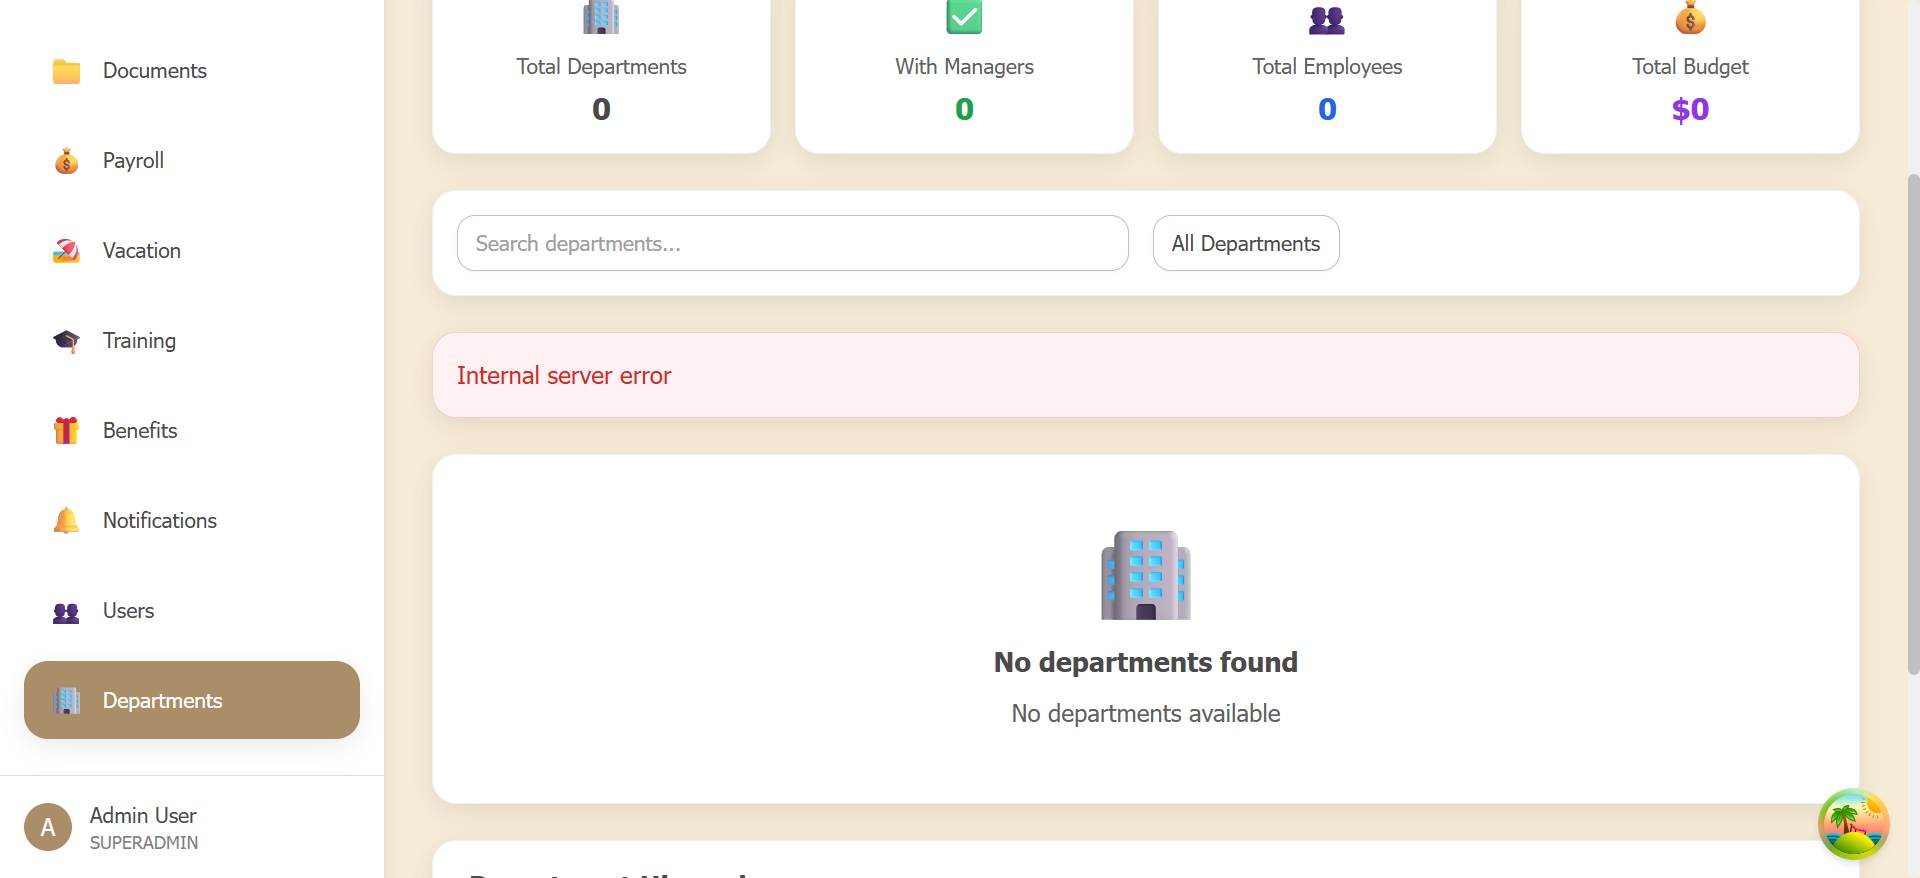 Documents
Payroll
Vacation
Training
Benefits
Notifications
Users
Departments
A
Admin User
SUPERADMIN
Total Departments
0
With Managers
0
Total Employees
0
Total Budget
$0
Search departments...
All Departments
Internal server error
No departments found
No departments available